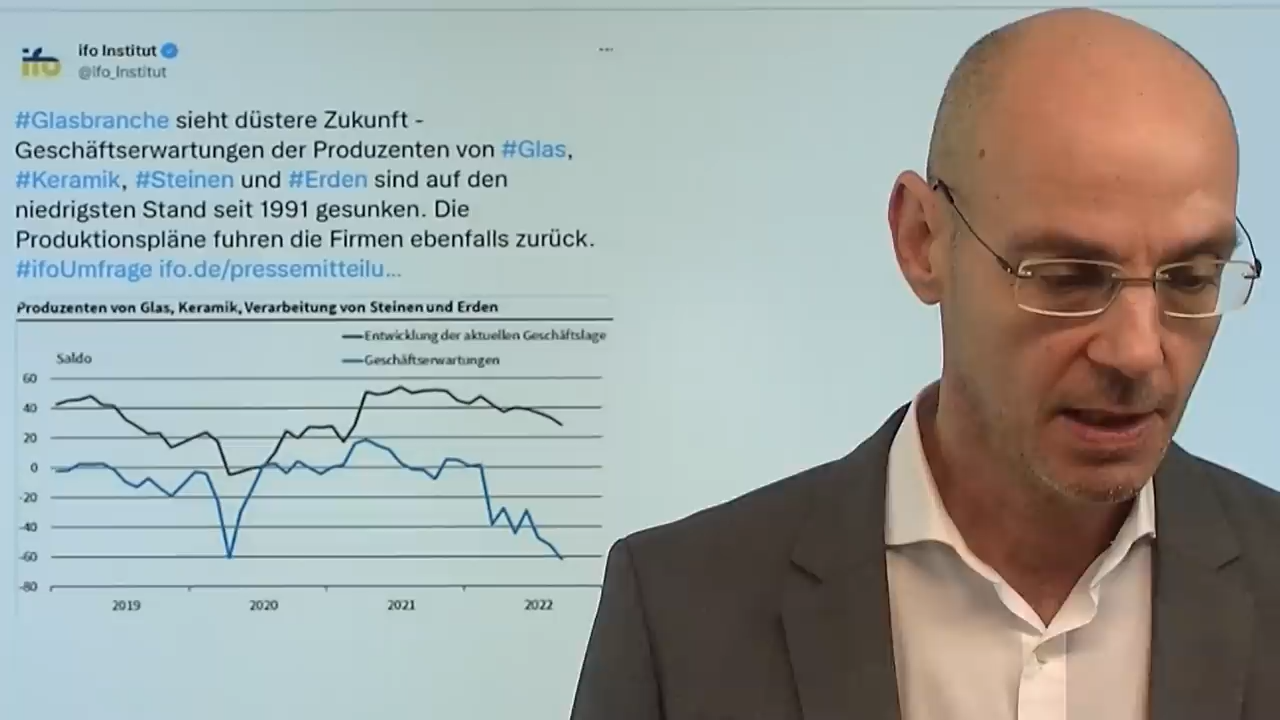 ifo
ifo Institut
@ifo_Institut
#Glasbranche sieht düstere Zukunft -
Geschäftserwartungen der Produzenten von #Glas,
#Keramik, #Steinen und #Erden sind auf den
niedrigsten Stand seit 1991 gesunken. Die
Produktionspläne fuhren die Firmen ebenfalls zurück.
#ifoUmfrage ifo.de/pressemitteilu...
Produzenten von Glas, Keramik, Verarbeitung von Steinen und Erden
Entwicklung der aktuellen Geschäftslage
Saldo
Geschäftserwartungen
60
40
20
0
-20
-40
-60
-80
2019 2020 2021 2022